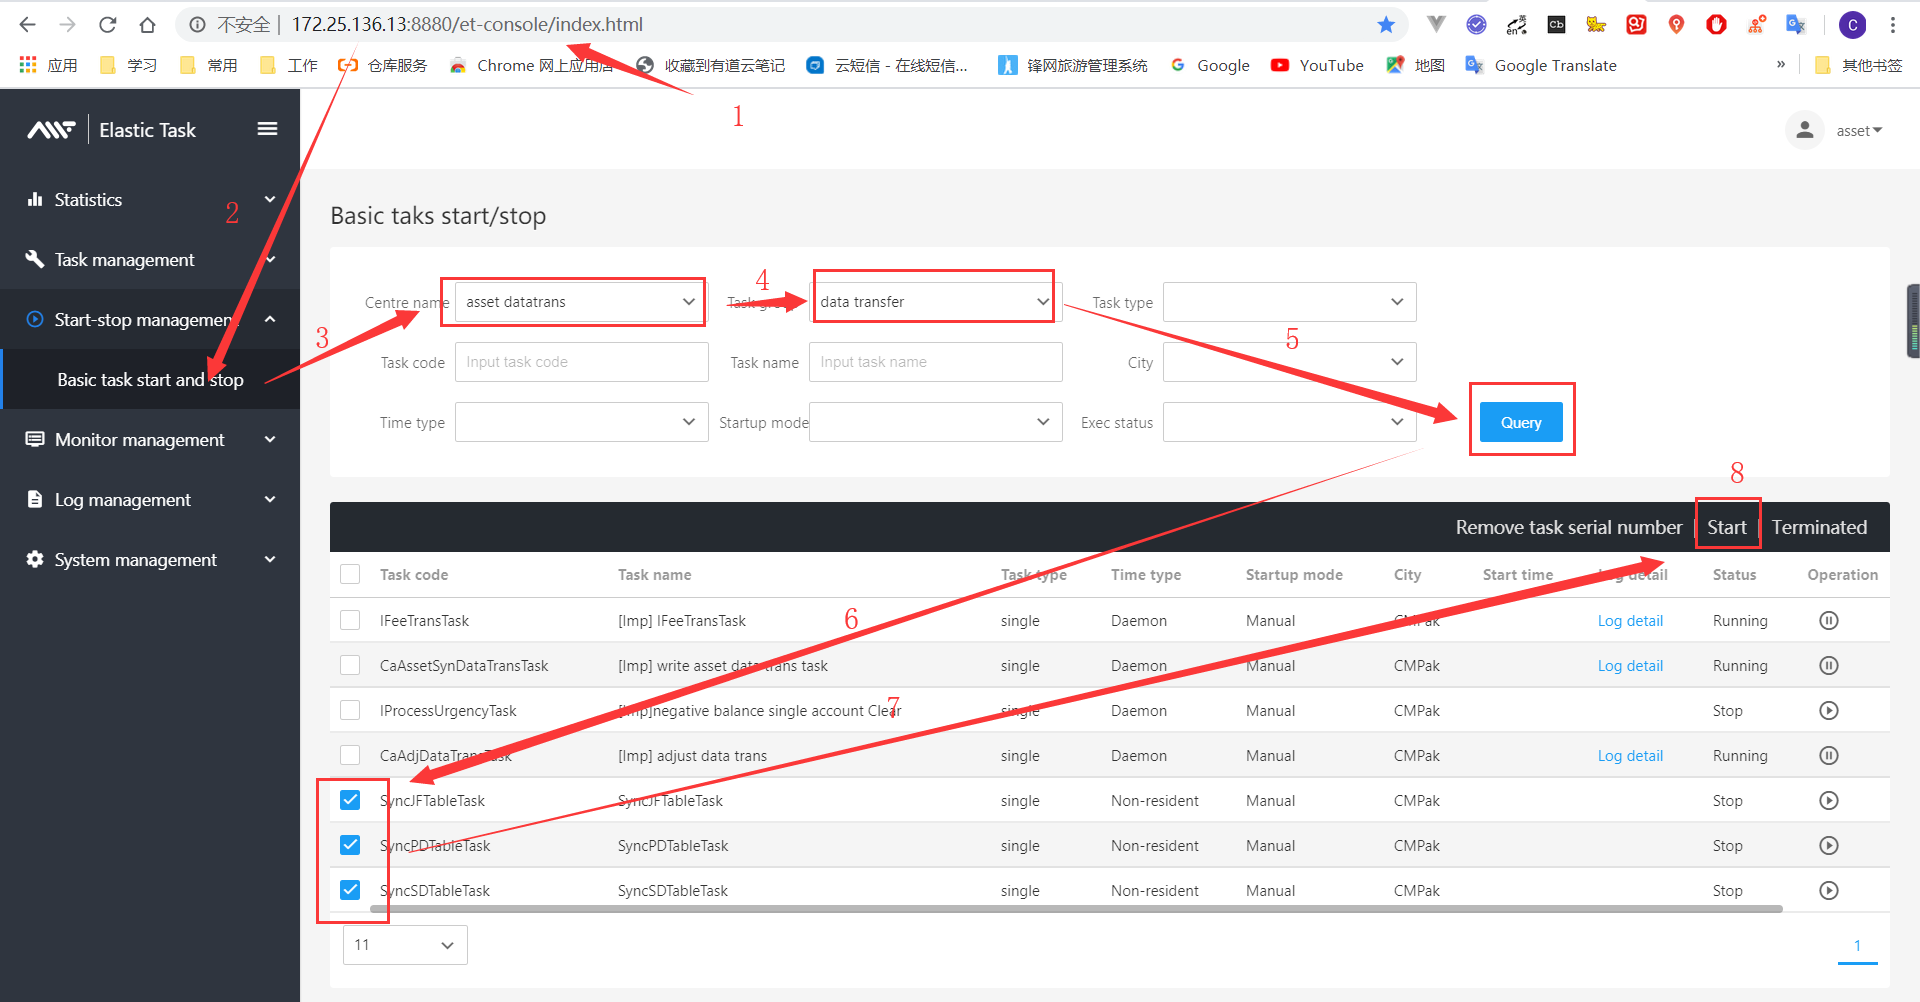 不安全 | 172.25.136.13:8880/et-console/index.html
应用 学习 常用 工作 仓库服务 Chrome 网上应用店 收藏到有道云笔记 云短信 - 在线短信... 锋网旅游管理系统 Google YouTube 地图 Google Translate » 其他书签
1
Elastic Task
asset
Statistics
2
Task management
Start-stop management
Basic task start and stop
Monitor management
Log management
System management
Basic taks start/stop
3
Centre name asset datatrans
4
Task group data transfer
Task type
5
Task code Input task code
Task name Input task name
City
Time type
Startup mode
Exec status
Query
8
Remove task serial number | Start | Terminated
Task code Task name Task type Time type Startup mode City Start time Log detail Status Operation
6
IFeeTransTask [Imp] IFeeTransTask single Daemon Manual CMPak Log detail Running
CaAssetSynDataTransTask [Imp] write asset data trans task single Daemon Manual CMPak Log detail Running
7
IProcessUrgencyTask [Imp]negative balance single account Clear single Daemon Manual CMPak Stop
CaAdjDataTransTask [Imp] adjust data trans single Daemon Manual CMPak Log detail Running
SyncJFTableTask SyncJFTableTask single Non-resident Manual CMPak Stop
SyncPDTableTask SyncPDTableTask single Non-resident Manual CMPak Stop
SyncSDTableTask SyncSDTableTask single Non-resident Manual CMPak Stop
11
1